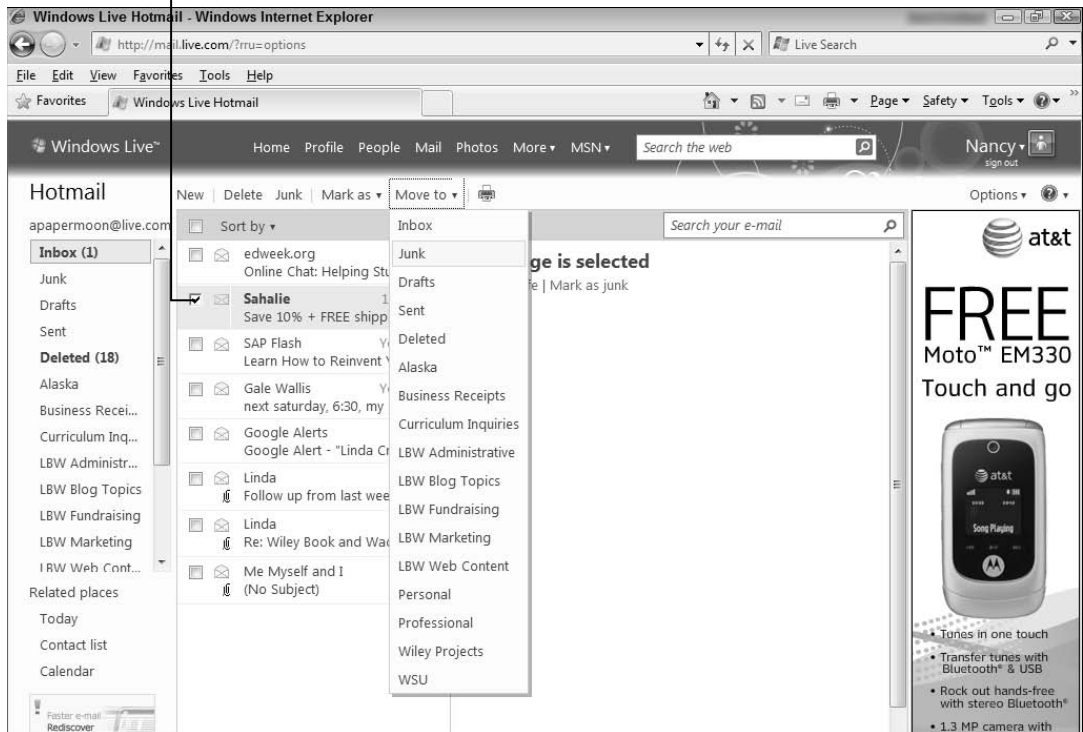 Windows Live Hotmail - Windows Internet Explorer
http://mail.live.com/?rru=options
Live Search
File Edit View Favorites Tools Help
Favorites
Windows Live Hotmail
Page Safety Tools
Windows Live™
Home Profile People Mail Photos More MSN
Search the web
Nancy
sign out
Hotmail
New | Delete Junk | Mark as Move to
Options
apapermoon@live.com
Inbox (1)
Junk
Drafts
Sent
Deleted (18)
Alaska
Business Recei...
Curriculum Inq...
LBW Administr...
LBW Blog Topics
LBW Fundraising
LBW Marketing
LBW Web Cont...
Related places
Today
Contact list
Calendar
Faster e-mail
Rediscover
Sort by
Search your e-mail
edweek.org
Online Chat: Helping Stu
Sahalie 1
Save 10% + FREE shipp
SAP Flash Y
Learn How to Reinvent Y
Gale Wallis Y
next saturday, 6:30, my
Google Alerts
Google Alert - "Linda Cr
Linda
Follow up from last wee
Linda
Re: Wiley Book and Wad
Me Myself and I
(No Subject)
Inbox
Junk
Drafts
Sent
Deleted
Alaska
Business Receipts
Curriculum Inquiries
LBW Administrative
LBW Blog Topics
LBW Fundraising
LBW Marketing
LBW Web Content
Personal
Professional
Wiley Projects
WSU
ge is selected
e | Mark as junk
at&t
FREE
Moto™ EM330
Touch and go
at&t
Song Playing
• Tunes in one touch
• Transfer tunes with
Bluetooth® & USB
• Rock out hands-free
with stereo Bluetooth®
• 1.3 MP camera with